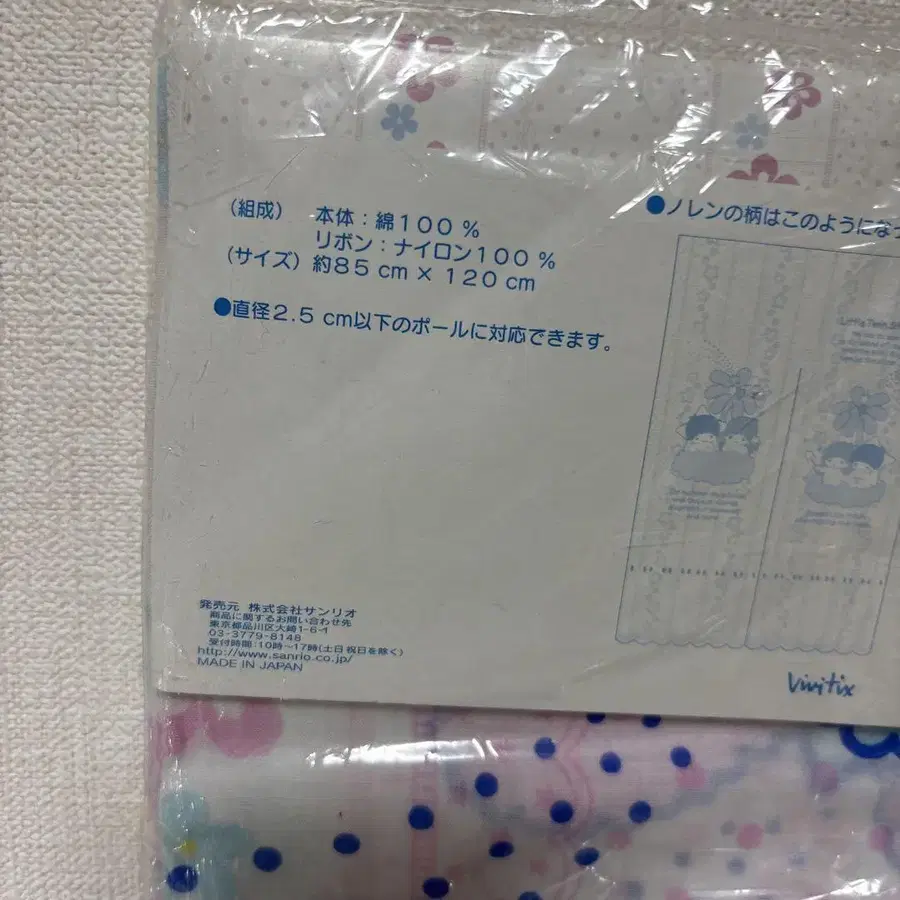 (組成) 本体：綿100％
リボン：ナイロン100％
(サイズ) 約85cm×120cm
●直径2.5cm以下のポールに対応できます。
●ノレンの柄はこのようにな
発売元 株式会社サンリオ
商品に関するお問い合わせ先
東京都品川区大崎1-6-1
03-3779-8148
受付時間：10時～17時(土日祝日を除く)
http://www.sanrio.co.jp/
MADE IN JAPAN
Little Twin
Vivitix